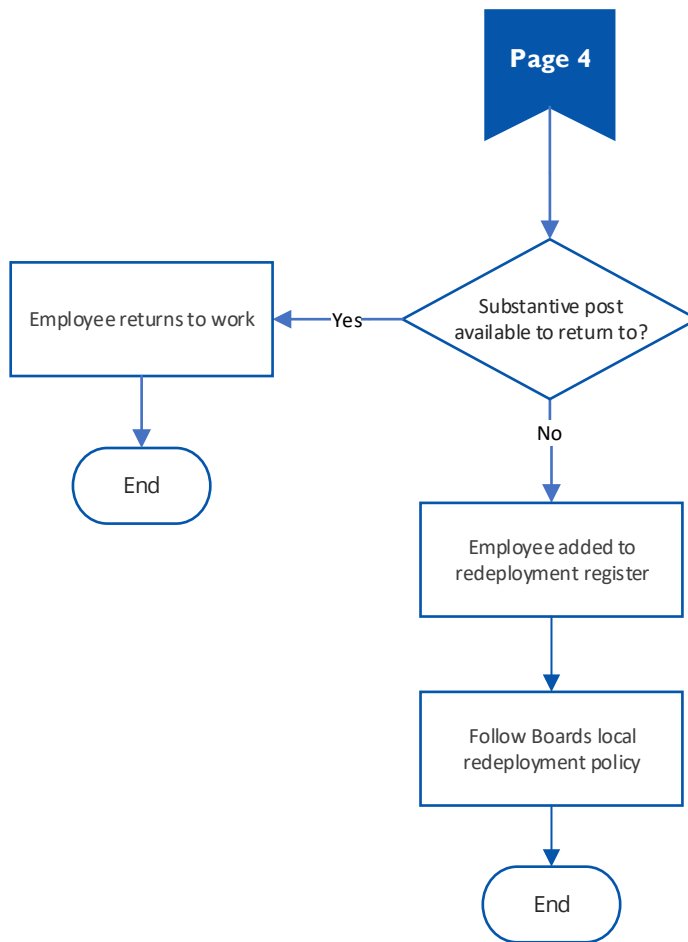 Page 4
Substantive post
available to return to?
Yes
Employee returns to work
End
No
Employee added to
redeployment register
Follow Boards local
redeployment policy
End